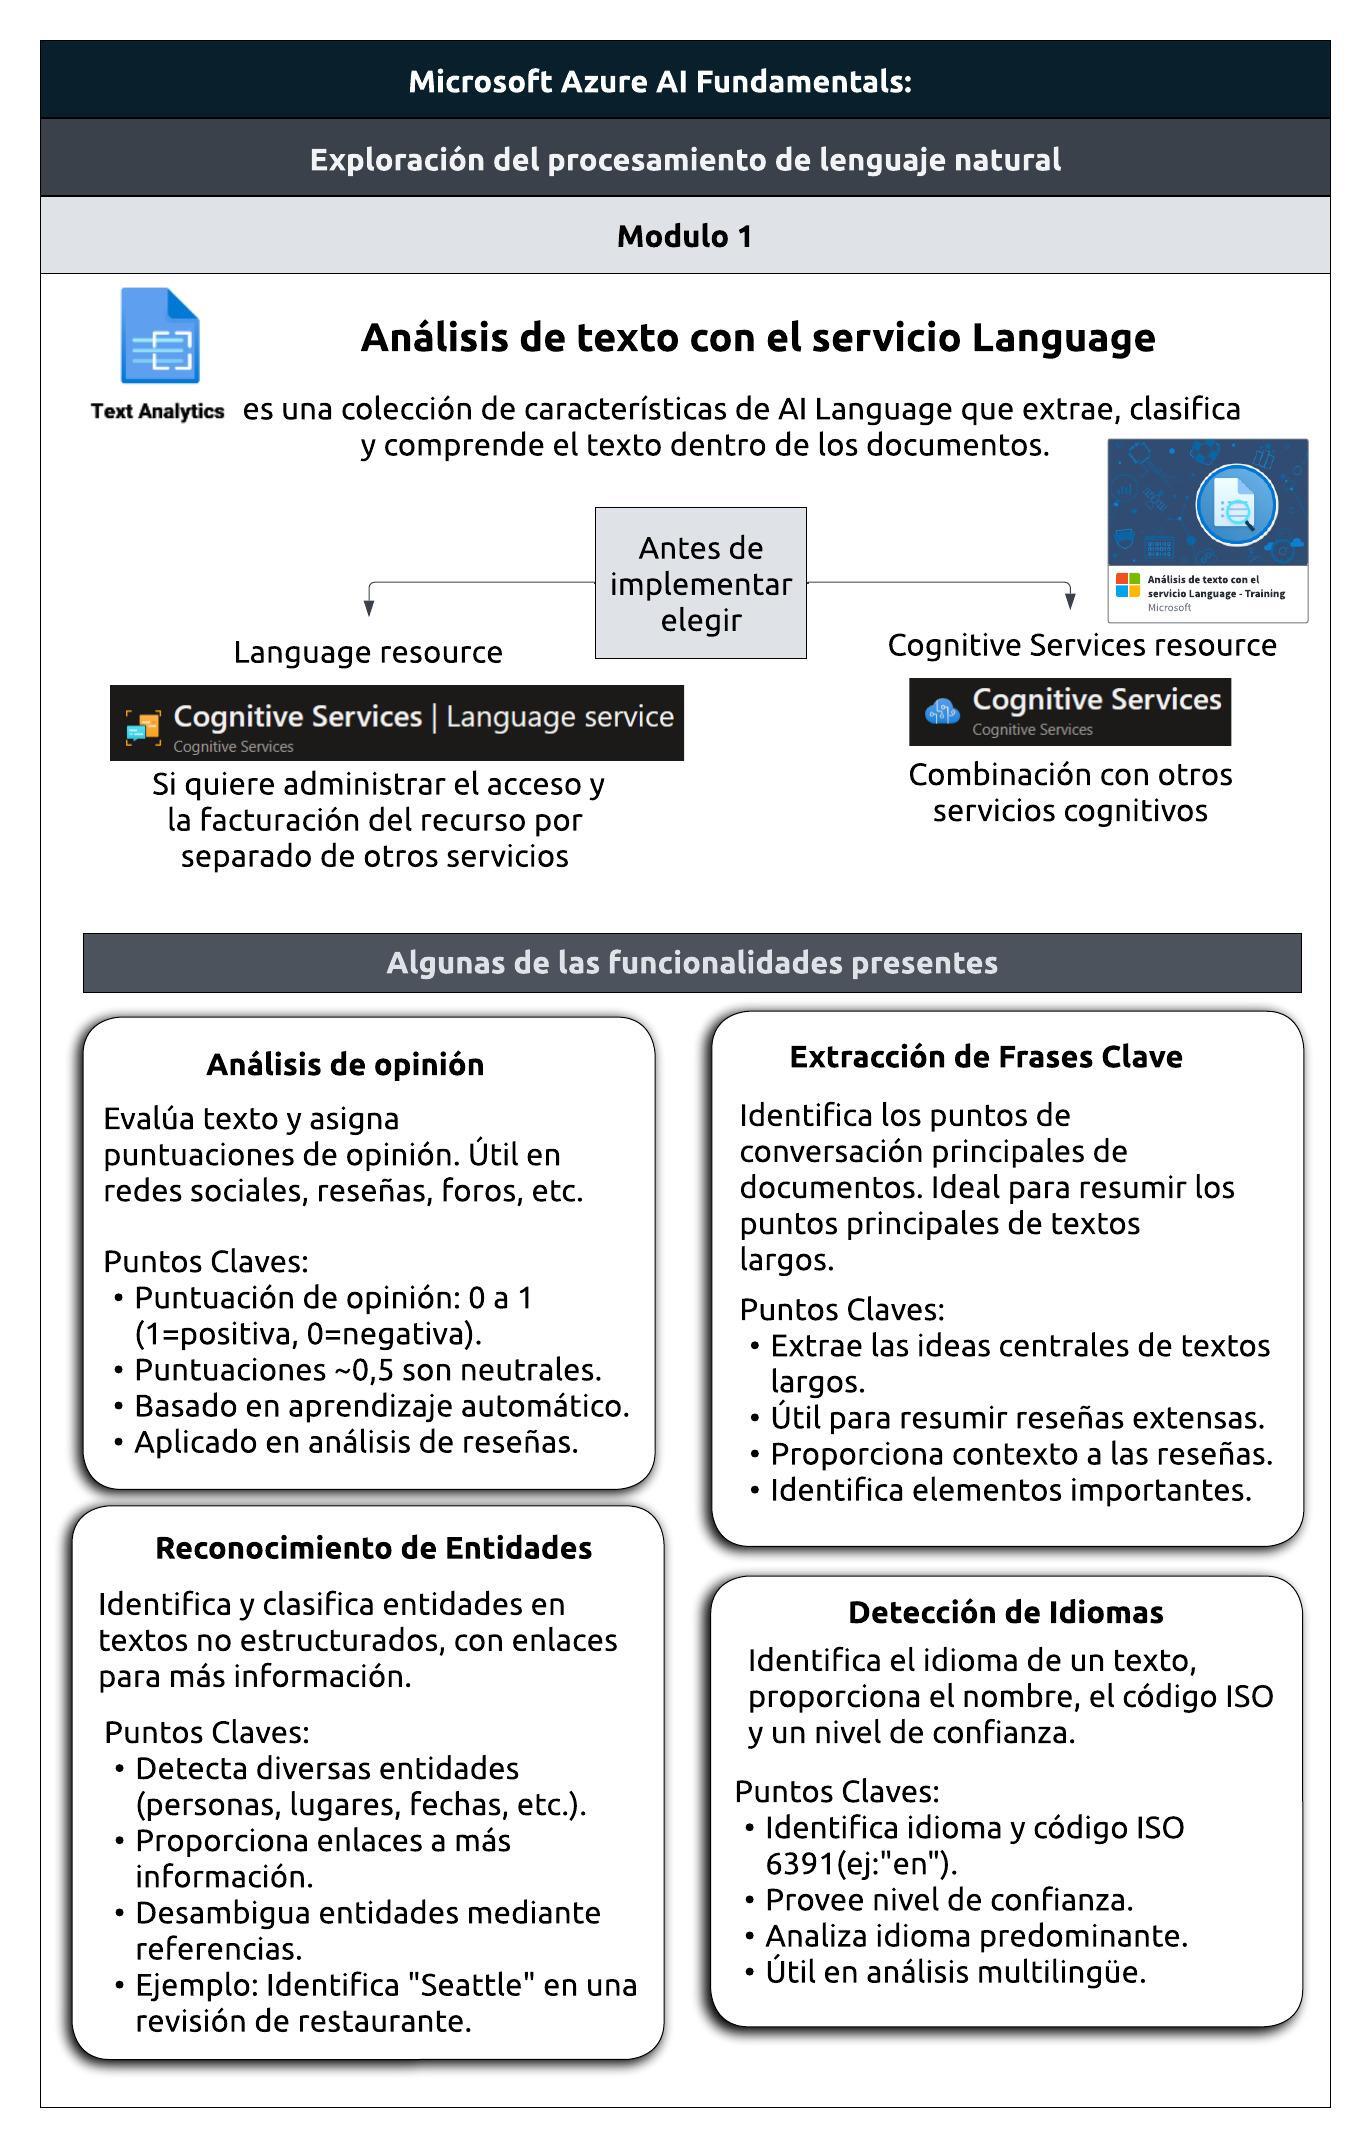 Microsoft Azure AI Fundamentals:
Exploración del procesamiento de lenguaje natural
Modulo 1
Análisis de texto con el servicio Language
Text Analytics
es una colección de características de AI Language que extrae, clasifica
y comprende el texto dentro de los documentos.
Análisis de texto con el
servicio Language - Training
Microsoft
Antes de
implementar
elegir
Language resource
Cognitive Services | Language service
Cognitive Services
Si quiere administrar el acceso y
la facturación del recurso por
separado de otros servicios
Cognitive Services resource
Cognitive Services
Cognitive Services
Combinación con otros
servicios cognitivos
Algunas de las funcionalidades presentes
Análisis de opinión
Evalúa texto y asigna
puntuaciones de opinión. Útil en
redes sociales, reseñas, foros, etc.
Puntos Claves:
• Puntuación de opinión: 0 a 1
(1=positiva, 0=negativa).
• Puntuaciones ~0,5 son neutrales.
• Basado en aprendizaje automático.
• Aplicado en análisis de reseñas.
Extracción de Frases Clave
Identifica los puntos de
conversación principales de
documentos. Ideal para resumir los
puntos principales de textos
largos.
Puntos Claves:
• Extrae las ideas centrales de textos
largos.
• Útil para resumir reseñas extensas.
• Proporciona contexto a las reseñas.
• Identifica elementos importantes.
Reconocimiento de Entidades
Identifica y clasifica entidades en
textos no estructurados, con enlaces
para más información.
Puntos Claves:
• Detecta diversas entidades
(personas, lugares, fechas, etc.).
• Proporciona enlaces a más
información.
• Desambigua entidades mediante
referencias.
• Ejemplo: Identifica "Seattle" en una
revisión de restaurante.
Detección de Idiomas
Identifica el idioma de un texto,
proporciona el nombre, el código ISO
y un nivel de confianza.
Puntos Claves:
• Identifica idioma y código ISO
6391(ej:"en").
• Provee nivel de confianza.
• Analiza idioma predominante.
• Útil en análisis multilingüe.